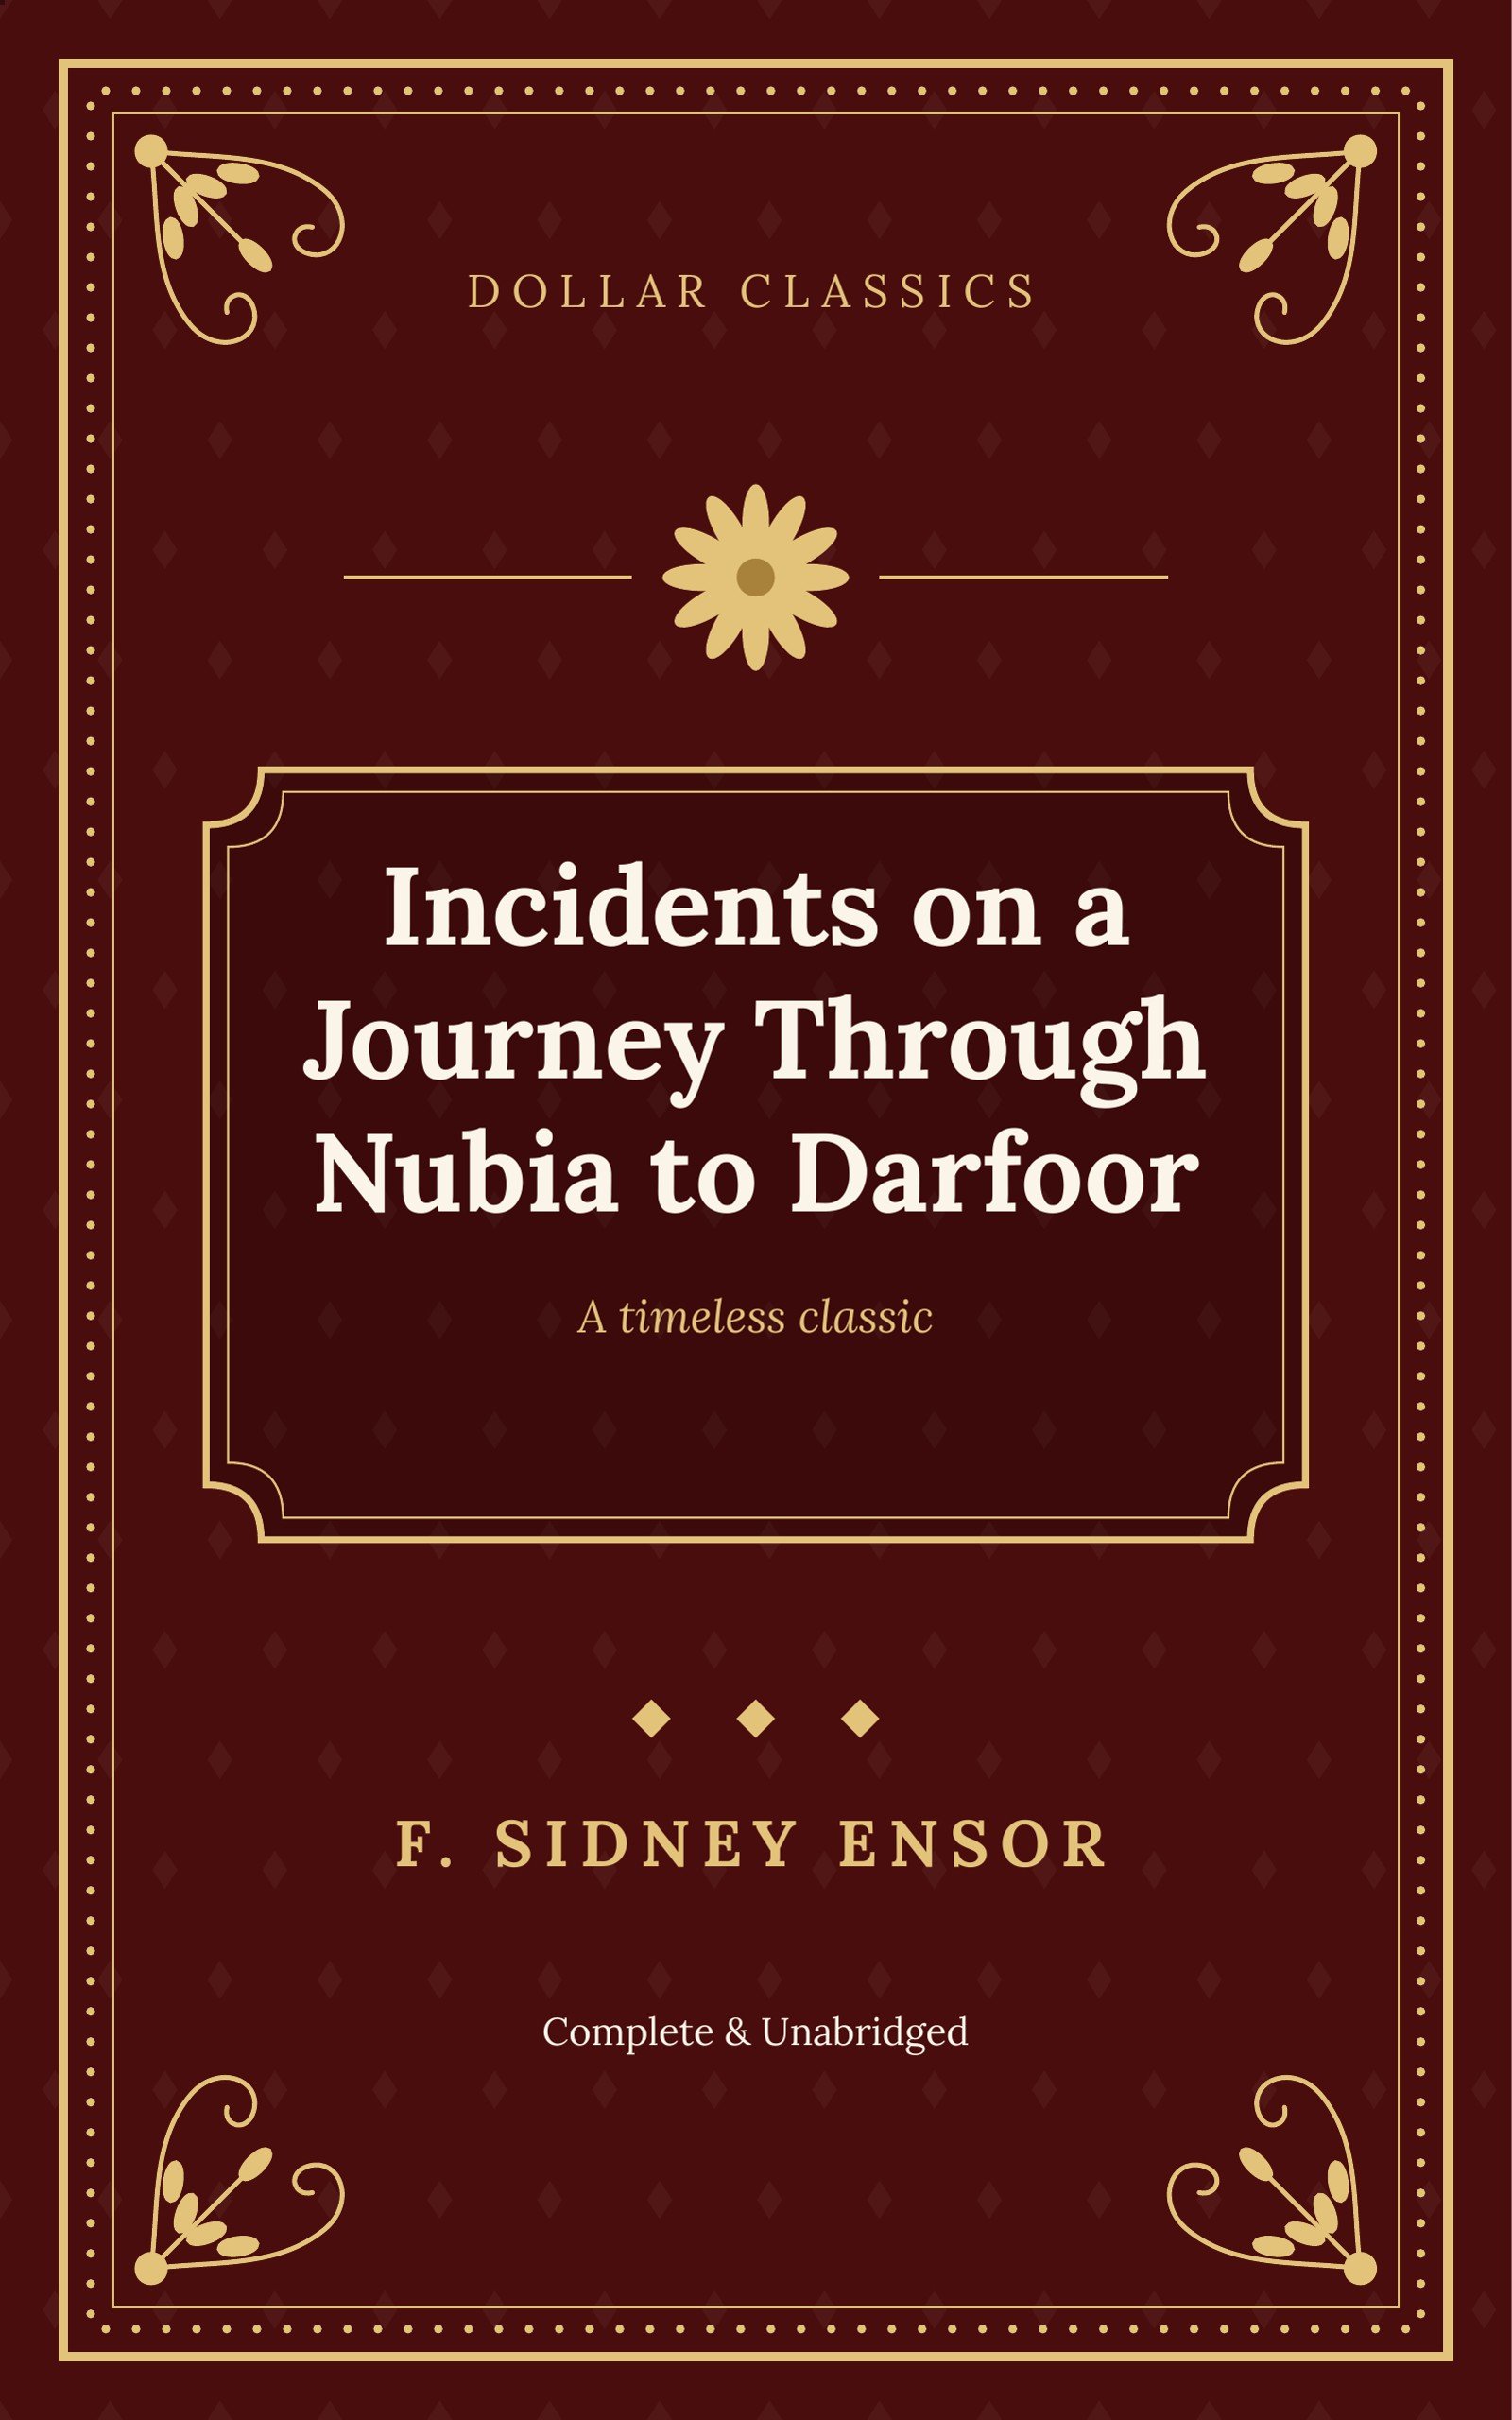 DOLLAR CLASSICS
Incidents on a
Journey Through
Nubia to Darfoor
A timeless classic
F. SIDNEY ENSOR
Complete & Unabridged